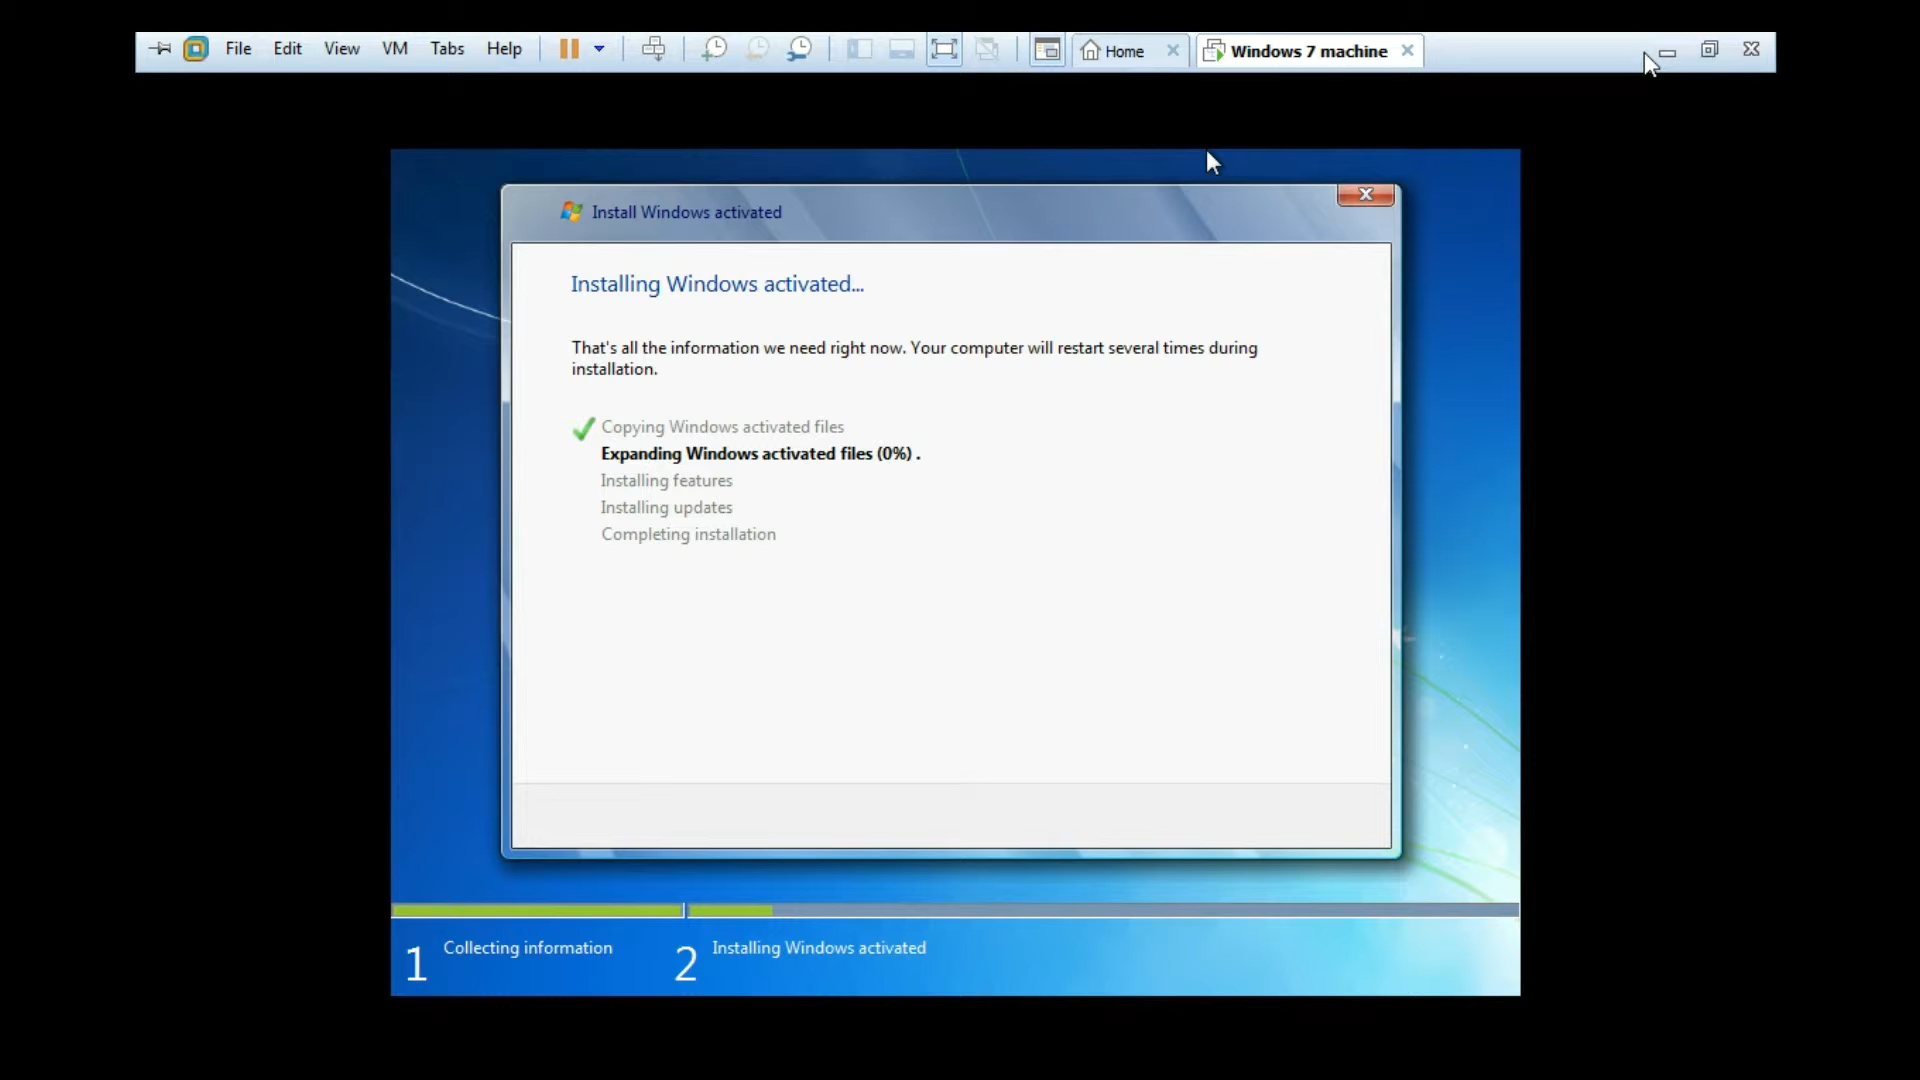 File Edit View VM Tabs Help Home Windows 7 machine
Install Windows activated
Installing Windows activated...
That's all the information we need right now. Your computer will restart several times during
installation.
Copying Windows activated files
Expanding Windows activated files (0%) .
Installing features
Installing updates
Completing installation
1 Collecting information 2 Installing Windows activated